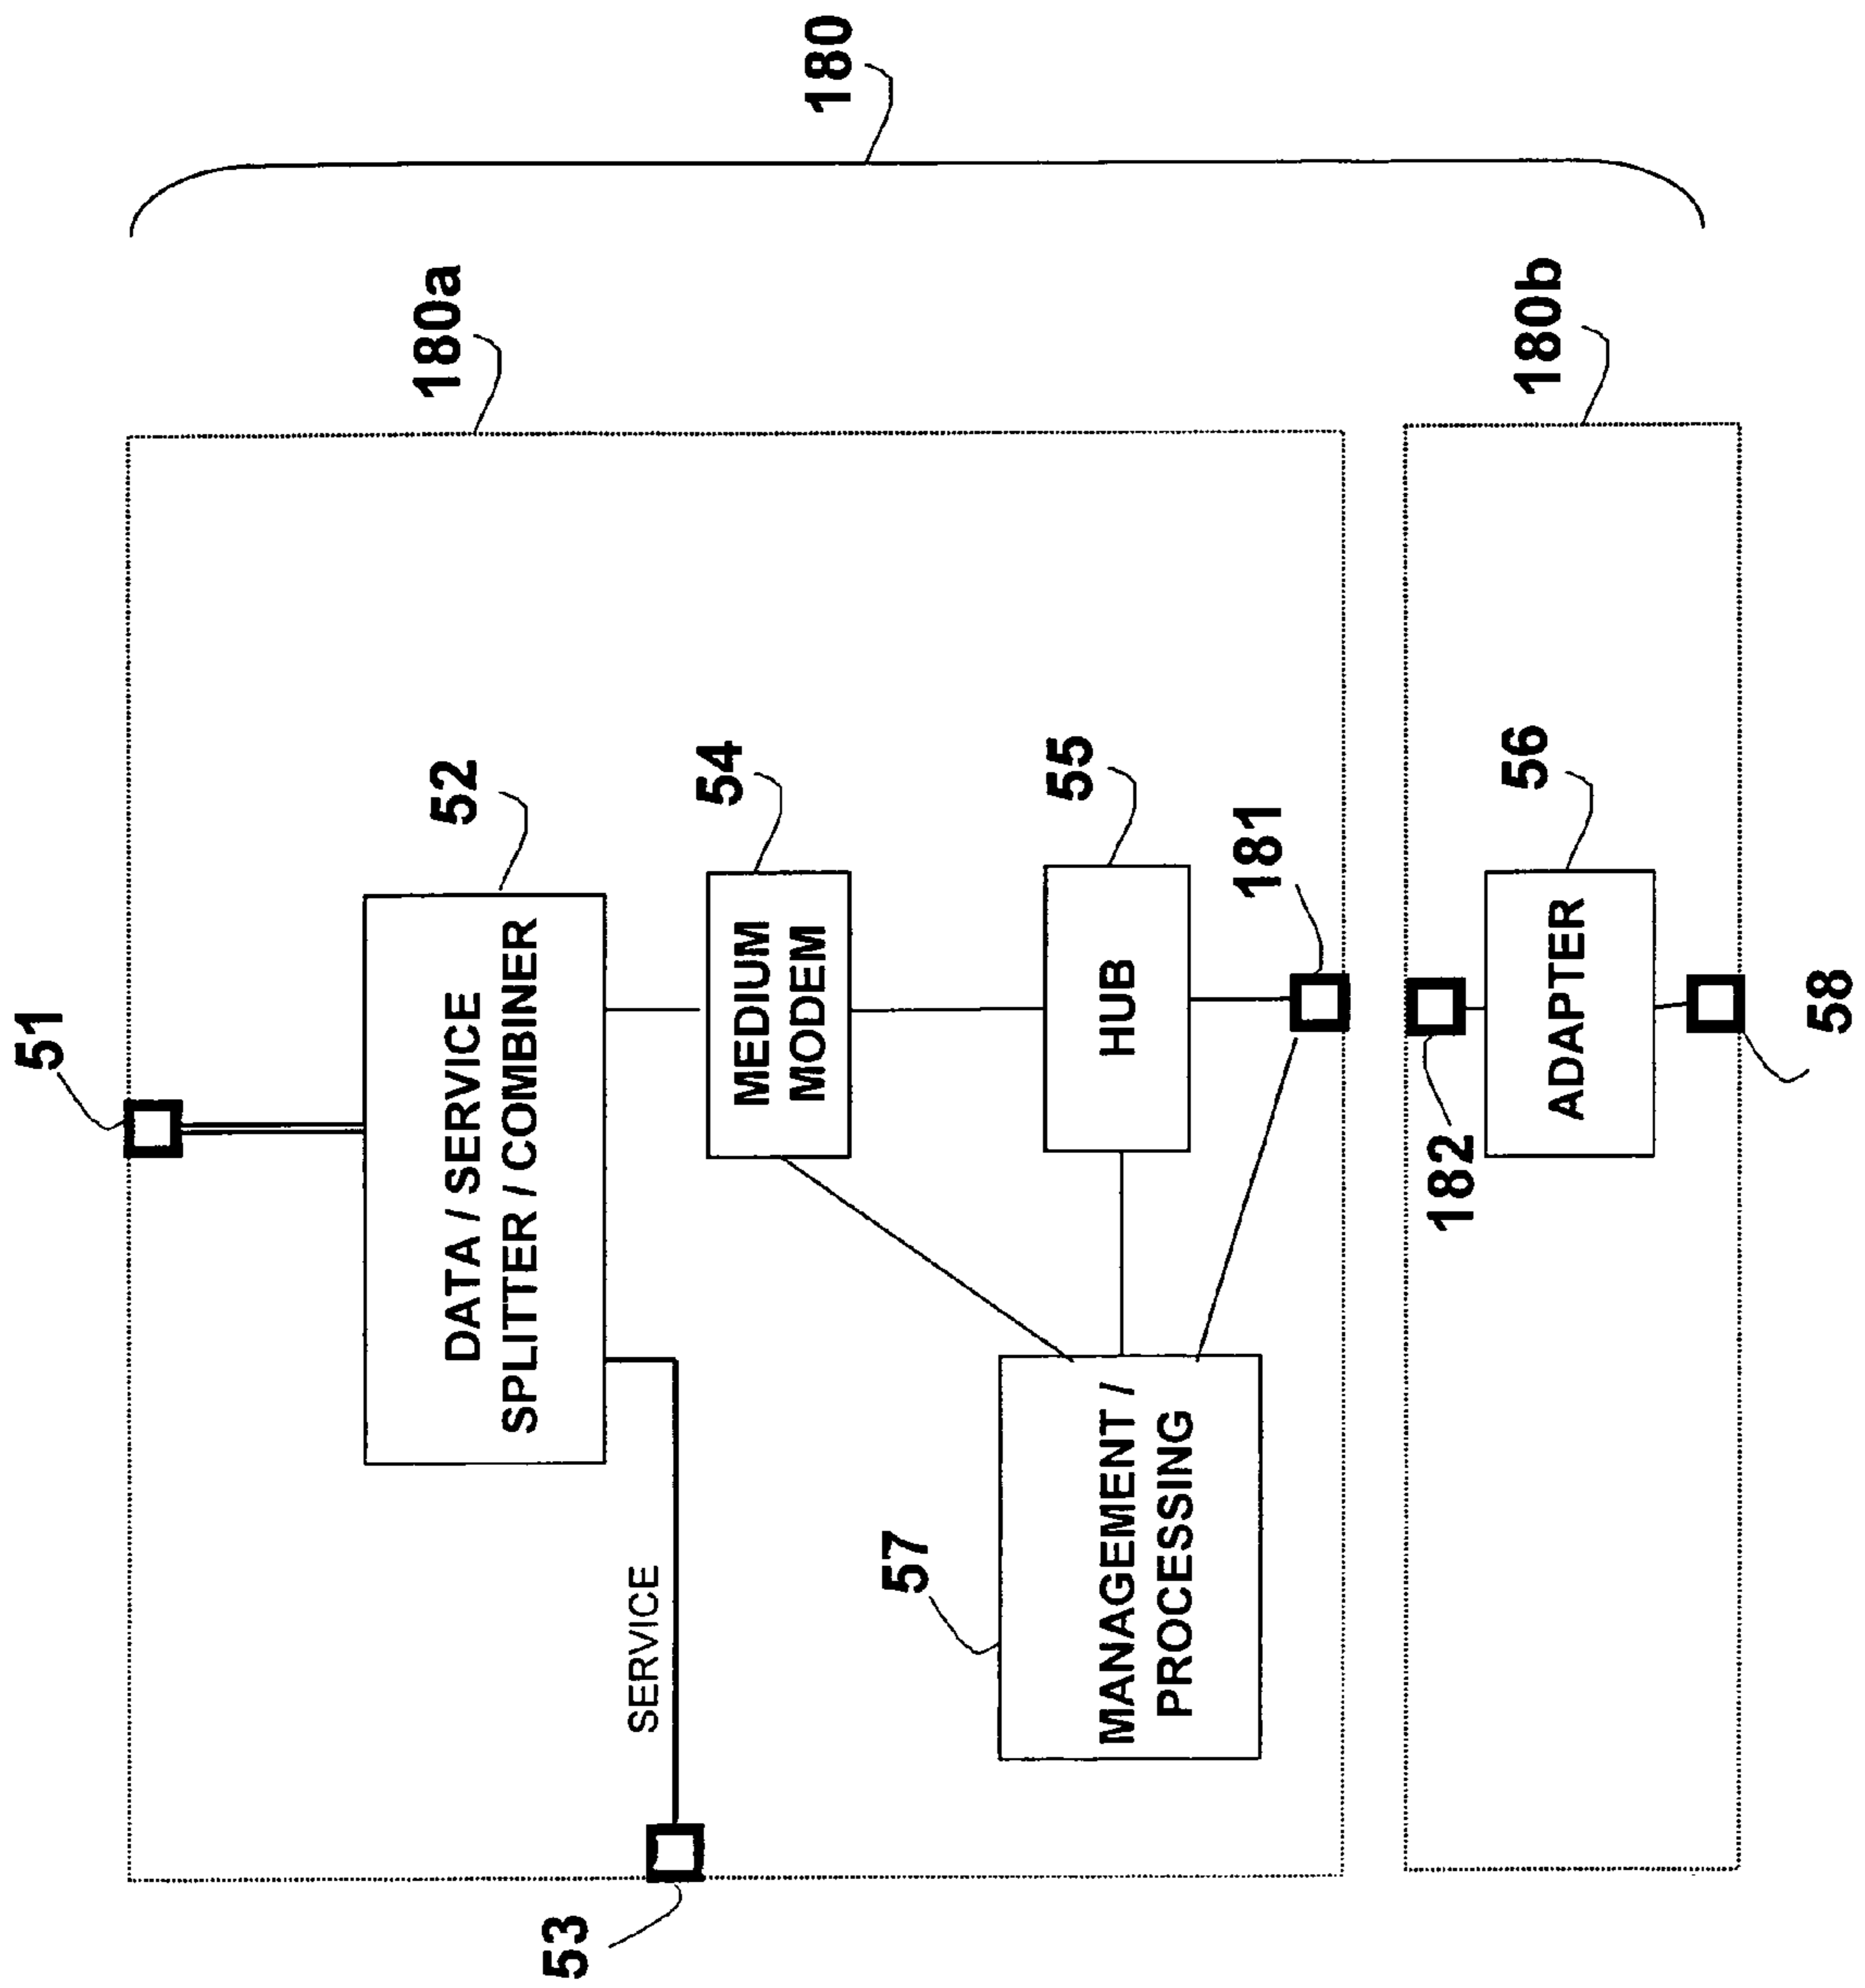 180
180a
180b
51
52
DATA / SERVICE
SPLITTER / COMBINER
54
MEDIUM
MODEM
55
HUB
181
182
56
ADAPTER
58
57
MANAGEMENT /
PROCESSING
SERVICE
53